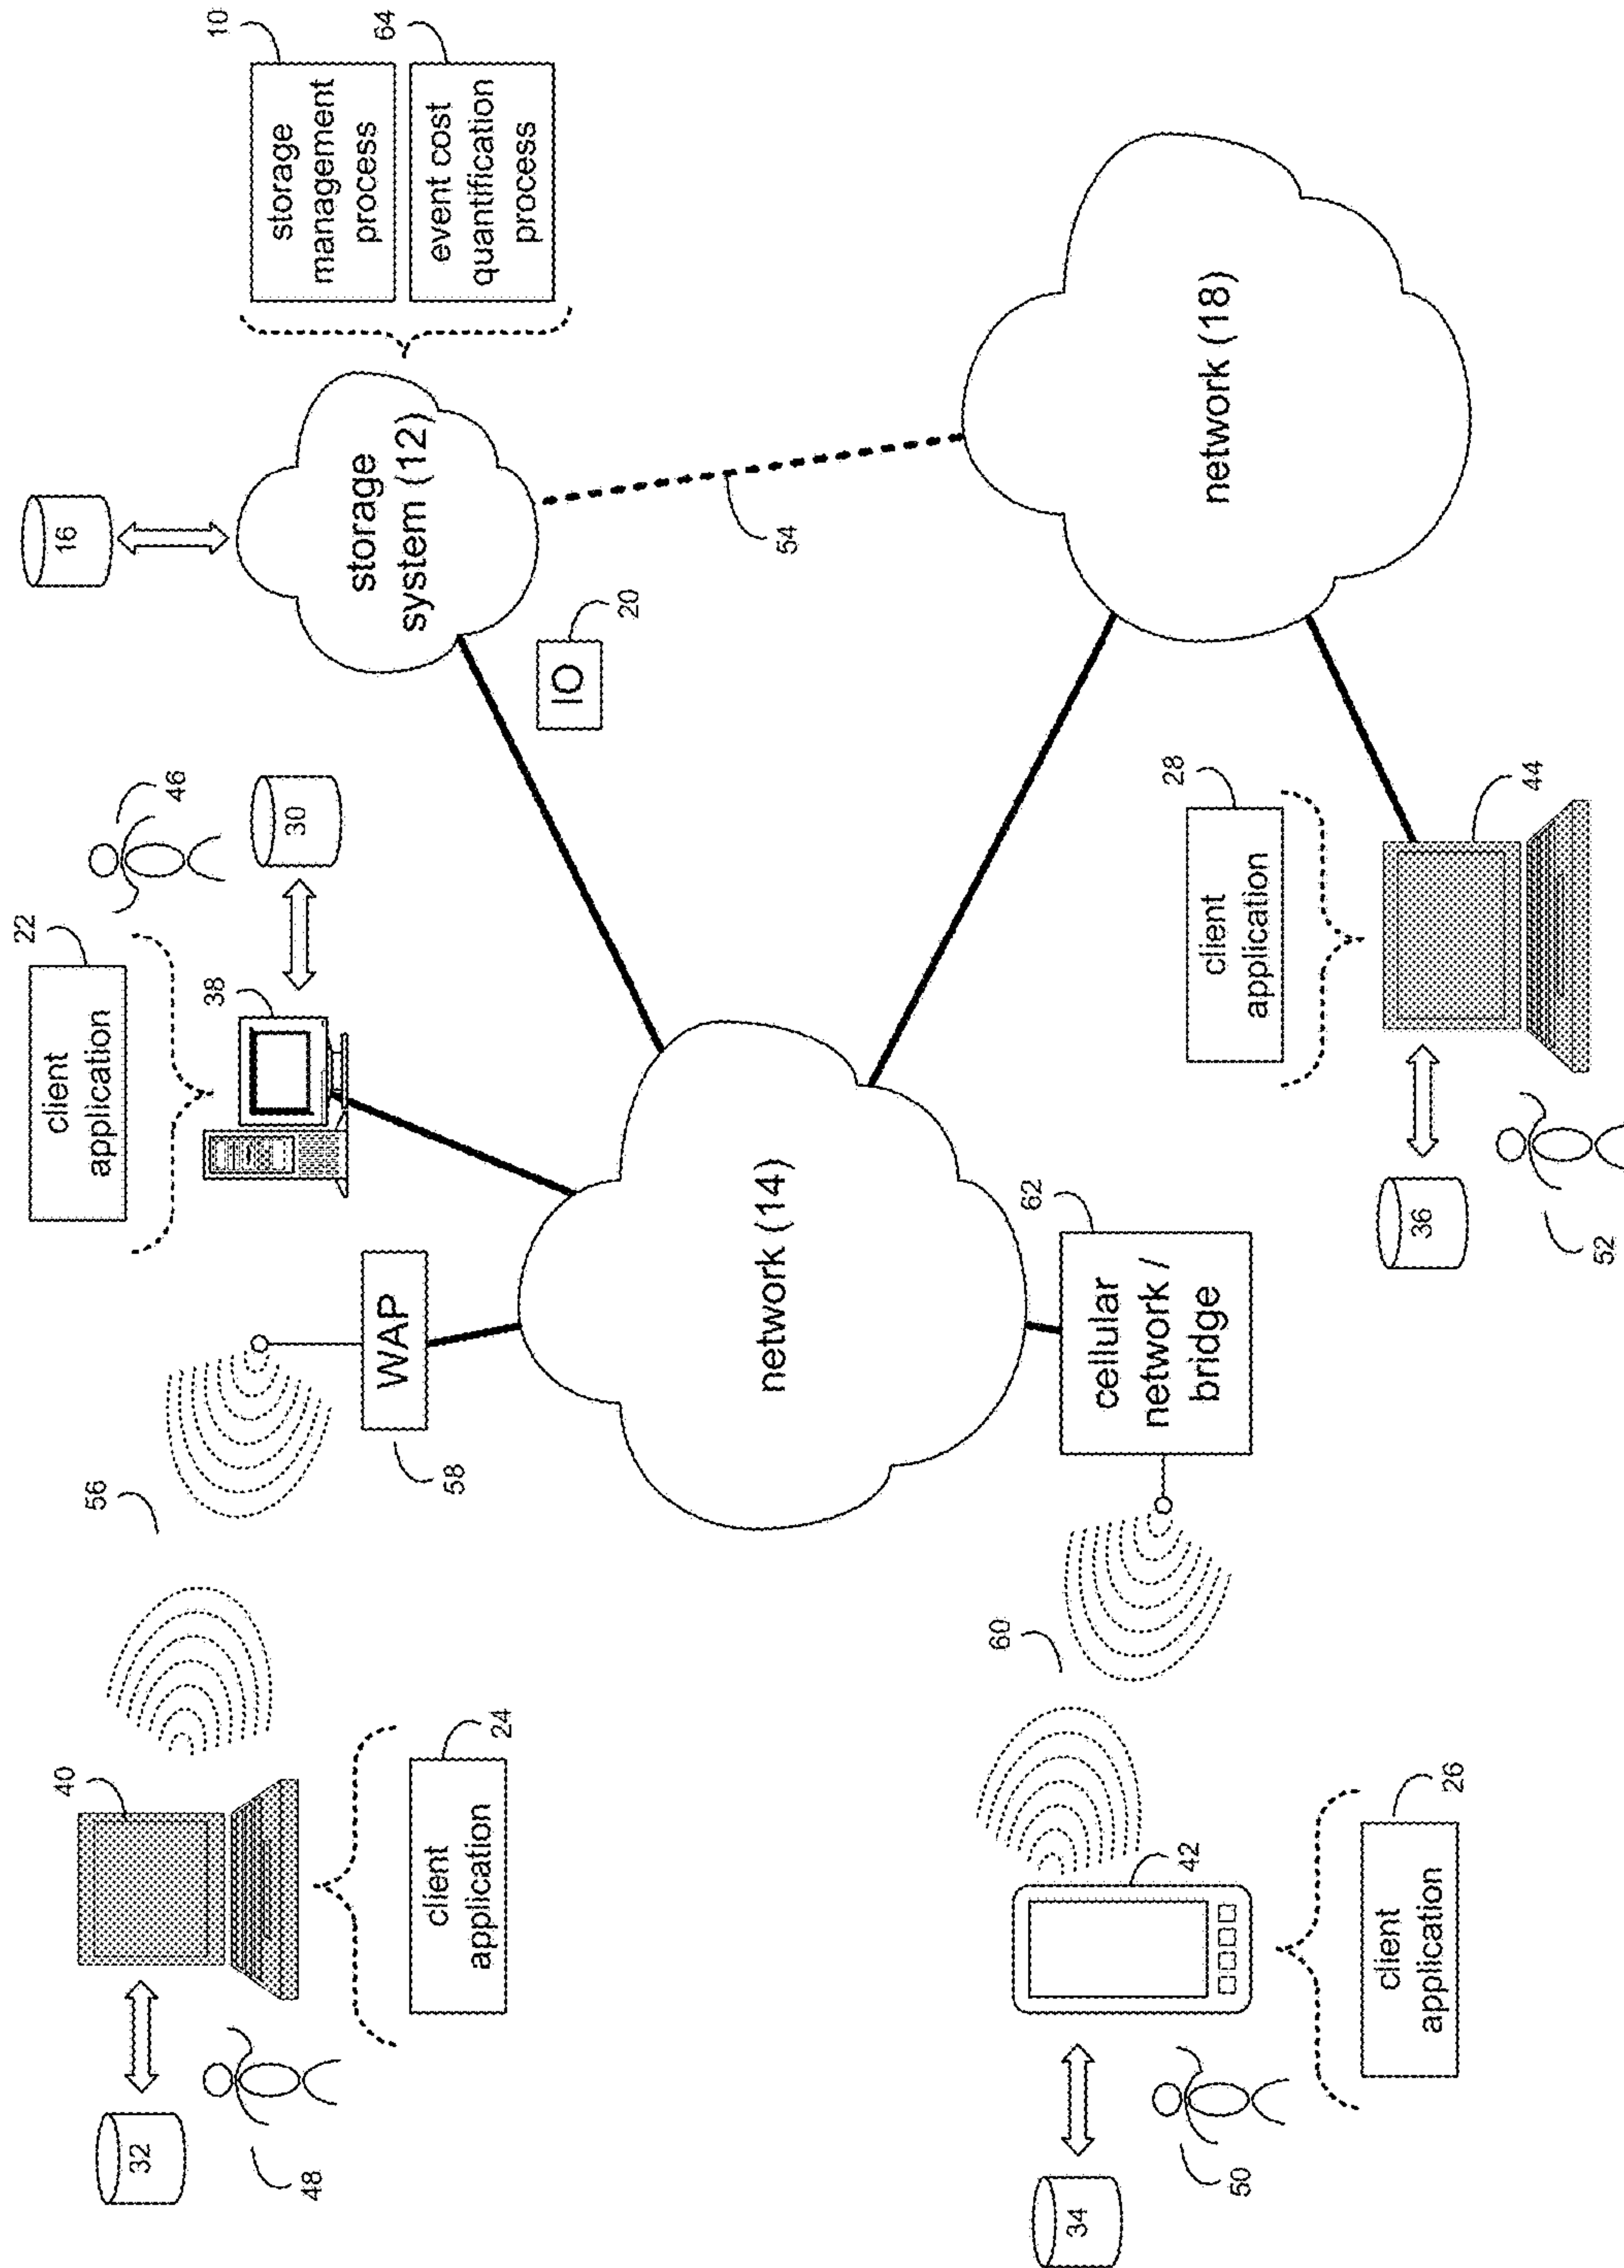 16
22
client
application
46
10
storage
management
process
40
56
38
30
64
event cost
quantification
process
32
48
24
client
application
58
WAP
storage
system (12)
IO
20
54
network (14)
60
62
cellular
network /
bridge
network (18)
42
34
50
26
client
application
28
client
application
44
36
52